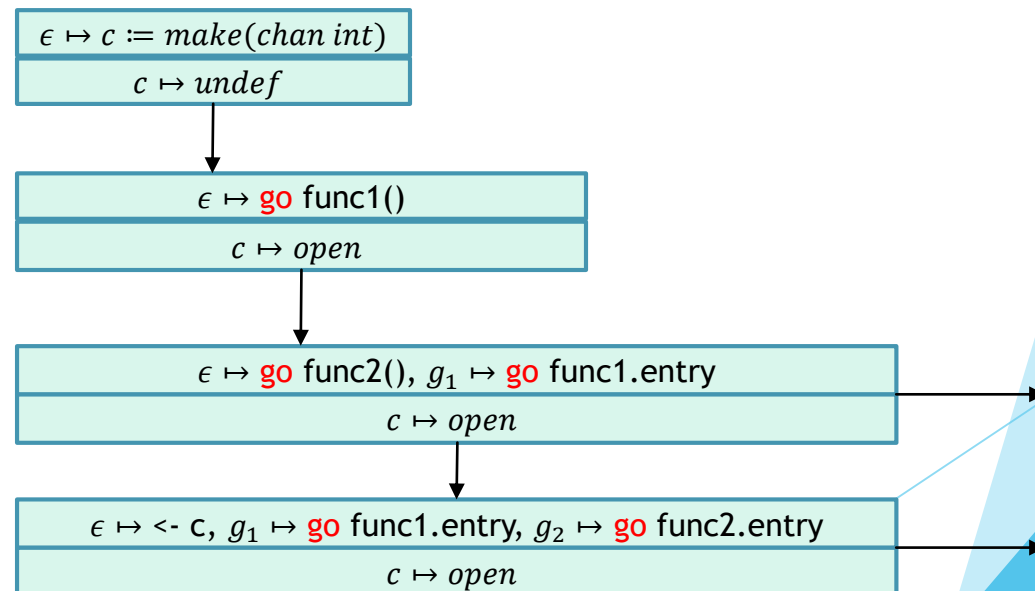 𝜖 ↦ 𝑐 ≔ 𝑚𝑎𝑘𝑒(𝑐ℎ𝑎𝑛 𝑖𝑛𝑡)
𝑐 ↦ 𝑢𝑛𝑑𝑒𝑓
𝜖 ↦ go func1()
𝑐 ↦ 𝑜𝑝𝑒𝑛
𝜖 ↦ go func2(), 𝑔₁ ↦ go func1.entry
𝑐 ↦ 𝑜𝑝𝑒𝑛
𝜖 ↦ <- c, 𝑔₁ ↦ go func1.entry, 𝑔₂ ↦ go func2.entry
𝑐 ↦ 𝑜𝑝𝑒𝑛